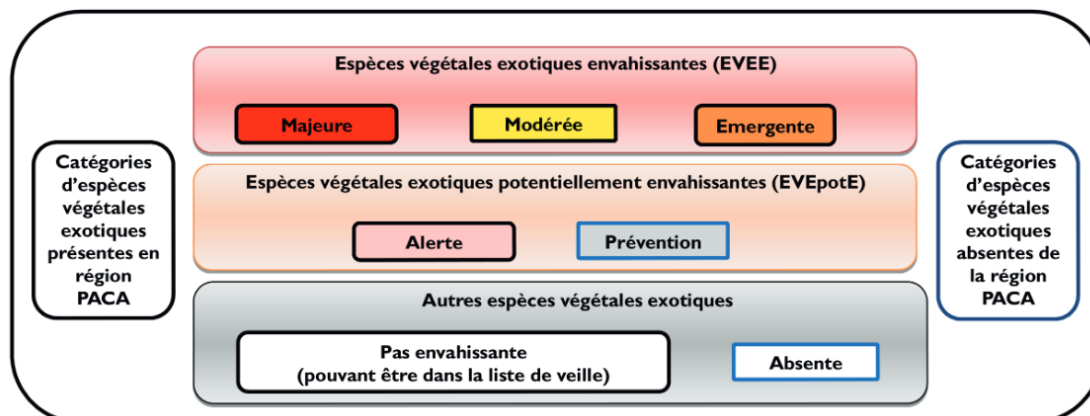 Espèces végétales exotiques envahissantes (EVEE)
Majeure
Modérée
Emergente
Catégories
d'espèces
végétales
exotiques
présentes en
région
PACA
Espèces végétales exotiques potentiellement envahissantes (EVEpotE)
Alerte
Prévention
Catégories
d'espèces
végétales
exotiques
absentes de
la région
PACA
Autres espèces végétales exotiques
Pas envahissante
(pouvant être dans la liste de veille)
Absente